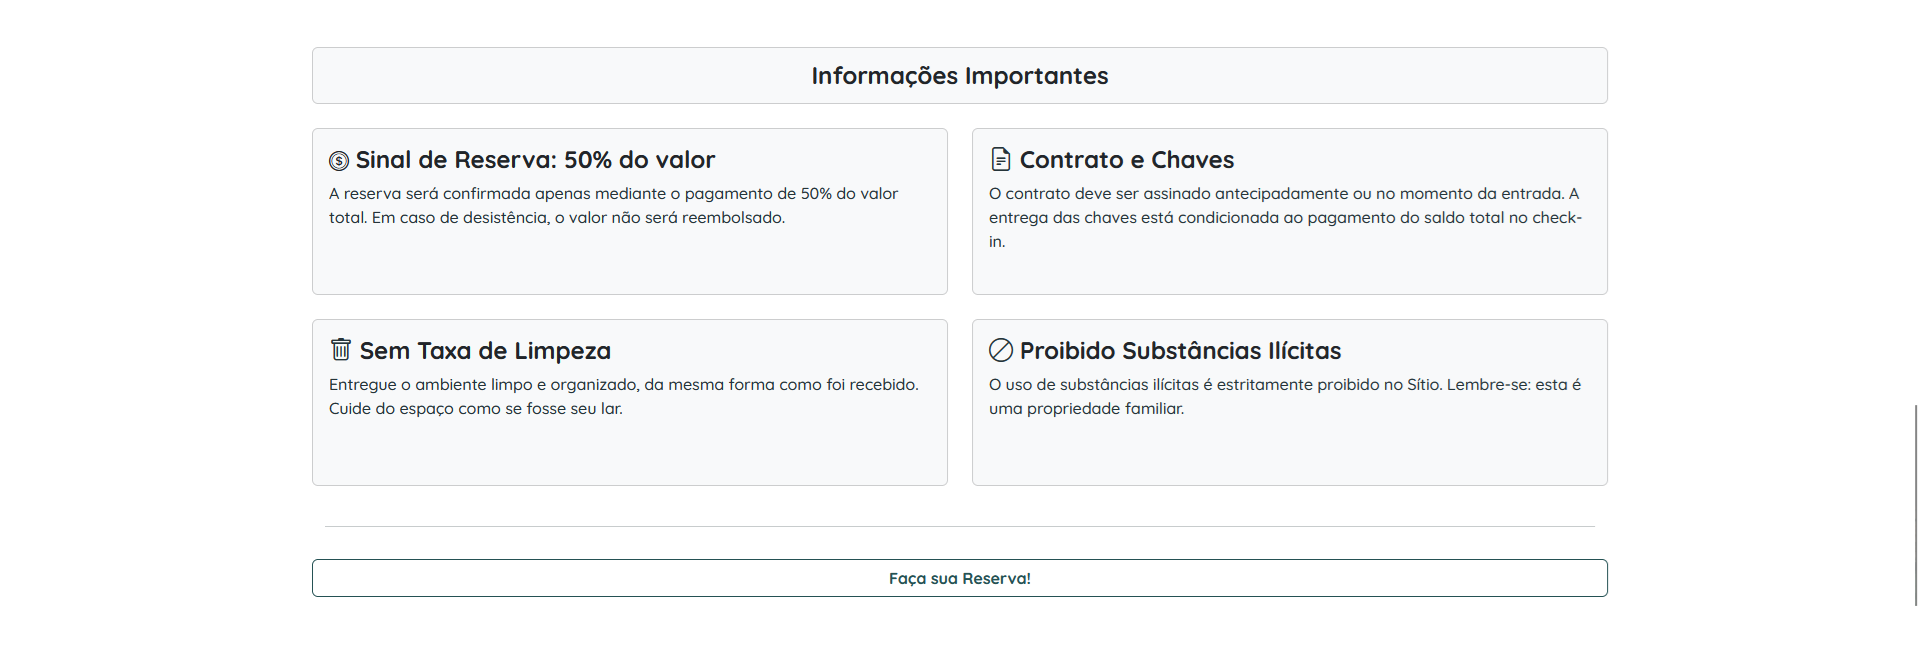 Informações Importantes
Sinal de Reserva: 50% do valor
A reserva será confirmada apenas mediante o pagamento de 50% do valor
total. Em caso de desistência, o valor não será reembolsado.
Contrato e Chaves
O contrato deve ser assinado antecipadamente ou no momento da entrada. A
entrega das chaves está condicionada ao pagamento do saldo total no check-
in.
Sem Taxa de Limpeza
Entregue o ambiente limpo e organizado, da mesma forma como foi recebido.
Cuide do espaço como se fosse seu lar.
Proibido Substâncias Ilícitas
O uso de substâncias ilícitas é estritamente proibido no Sítio. Lembre-se: esta é
uma propriedade familiar.
Faça sua Reserva!